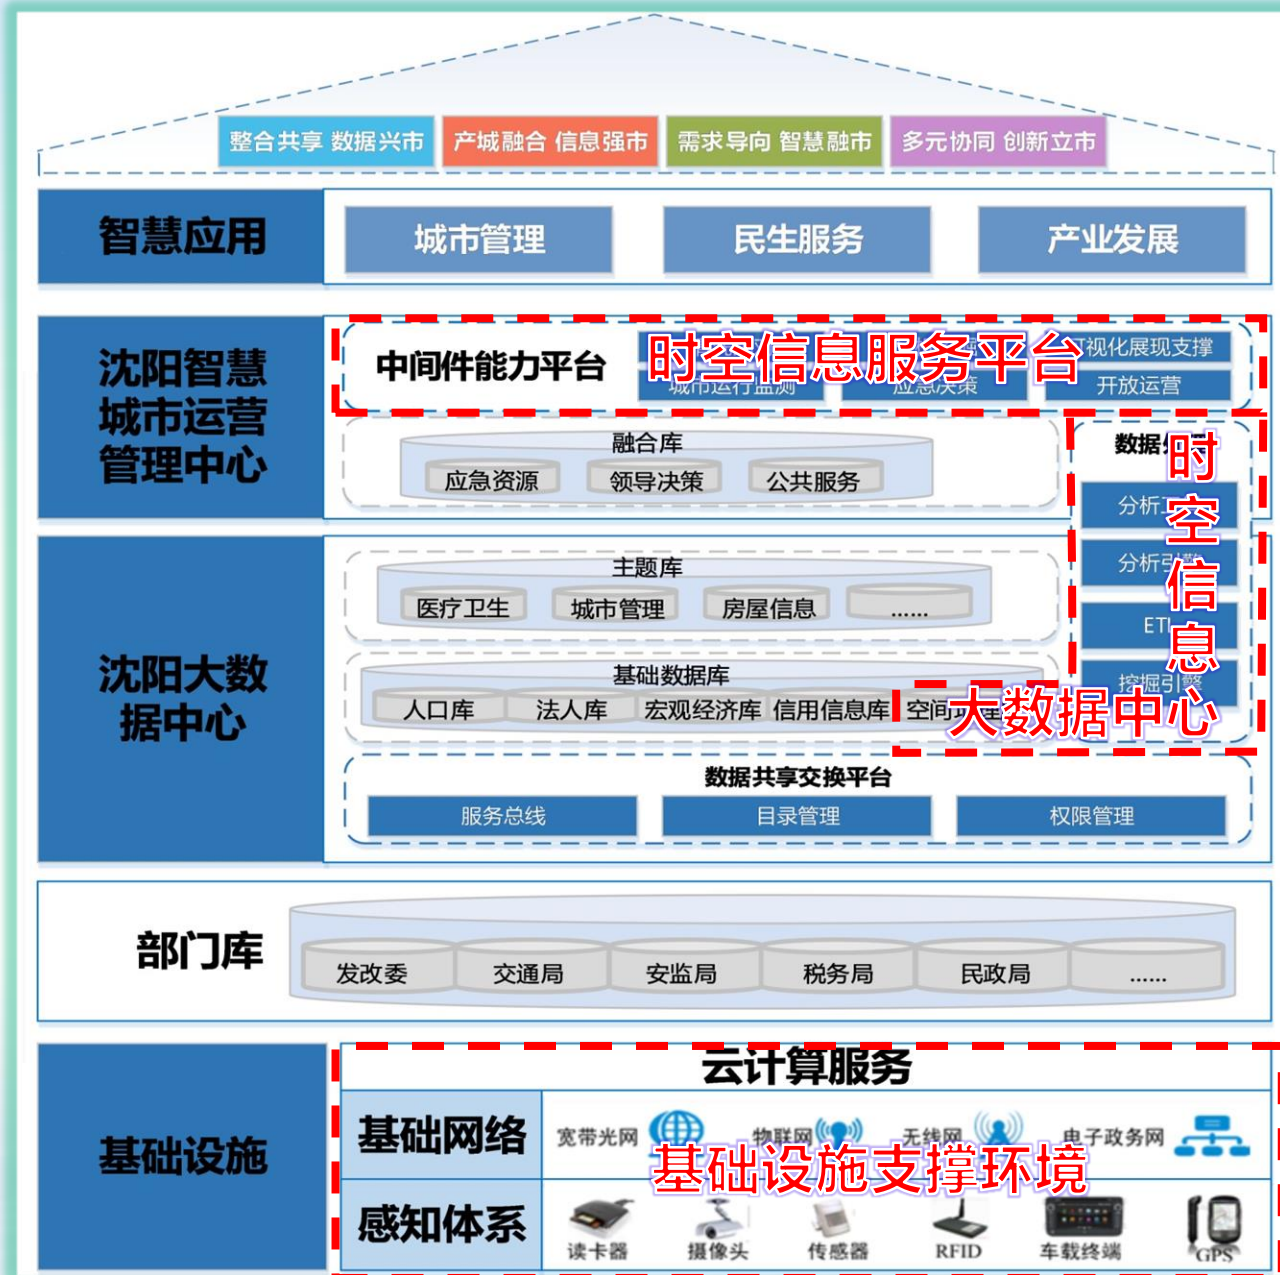 整合共享 数据兴市
产城融合 信息强市
需求导向 智慧融市
多元协同 创新立市
智慧应用
城市管理
民生服务
产业发展
沈阳智慧
城市运营
管理中心
中间件能力平台
时空信息服务平台
视化展现支撑
城市运行监测
应急决策
开放运营
融合库
应急资源
领导决策
公共服务
数据
时空信息
分析
分析引擎
ET
挖掘引擎
大数据中心
沈阳大数
据中心
主题库
医疗卫生
城市管理
房屋信息
......
基础数据库
人口库
法人库
宏观经济库
信用信息库
空间地理
数据共享交换平台
服务总线
目录管理
权限管理
部门库
发改委
交通局
安监局
税务局
民政局
......
基础设施
云计算服务
基础网络
宽带光网
物联网
无线网
电子政务网
基础设施支撑环境
感知体系
读卡器
摄像头
传感器
RFID
车载终端
GPS